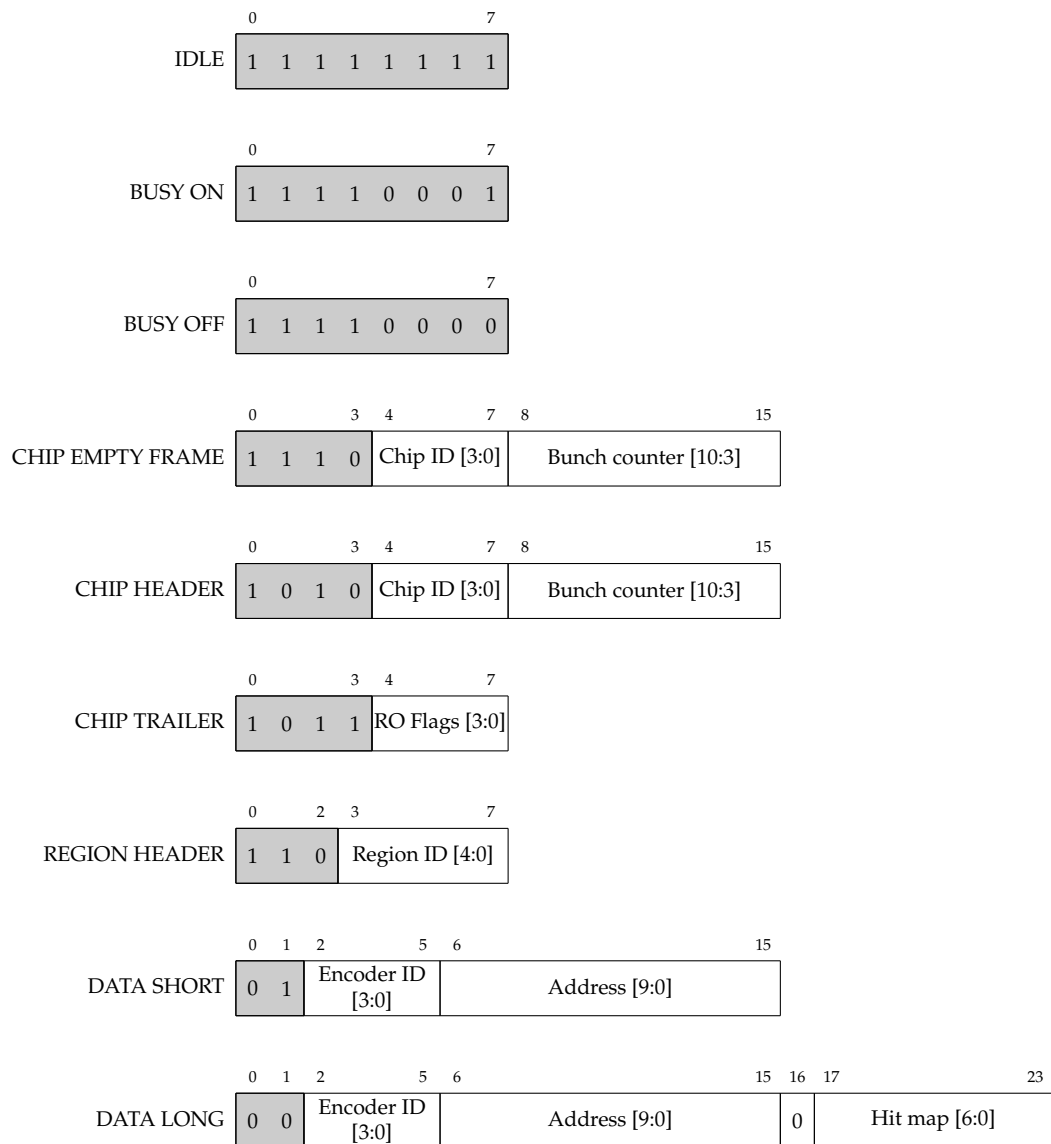 0 7
IDLE 1 1 1 1 1 1 1 1
0 7
BUSY ON 1 1 1 1 0 0 0 1
0 7
BUSY OFF 1 1 1 1 0 0 0 0
0 3 4 7 8 15
CHIP EMPTY FRAME 1 1 1 0 Chip ID [3:0] Bunch counter [10:3]
0 3 4 7 8 15
CHIP HEADER 1 0 1 0 Chip ID [3:0] Bunch counter [10:3]
0 3 4 7
CHIP TRAILER 1 0 1 1 RO Flags [3:0]
0 2 3 7
REGION HEADER 1 1 0 Region ID [4:0]
0 1 2 5 6 15
DATA SHORT 0 1 Encoder ID [3:0] Address [9:0]
0 1 2 5 6 15 16 17 23
DATA LONG 0 0 Encoder ID [3:0] Address [9:0] 0 Hit map [6:0]